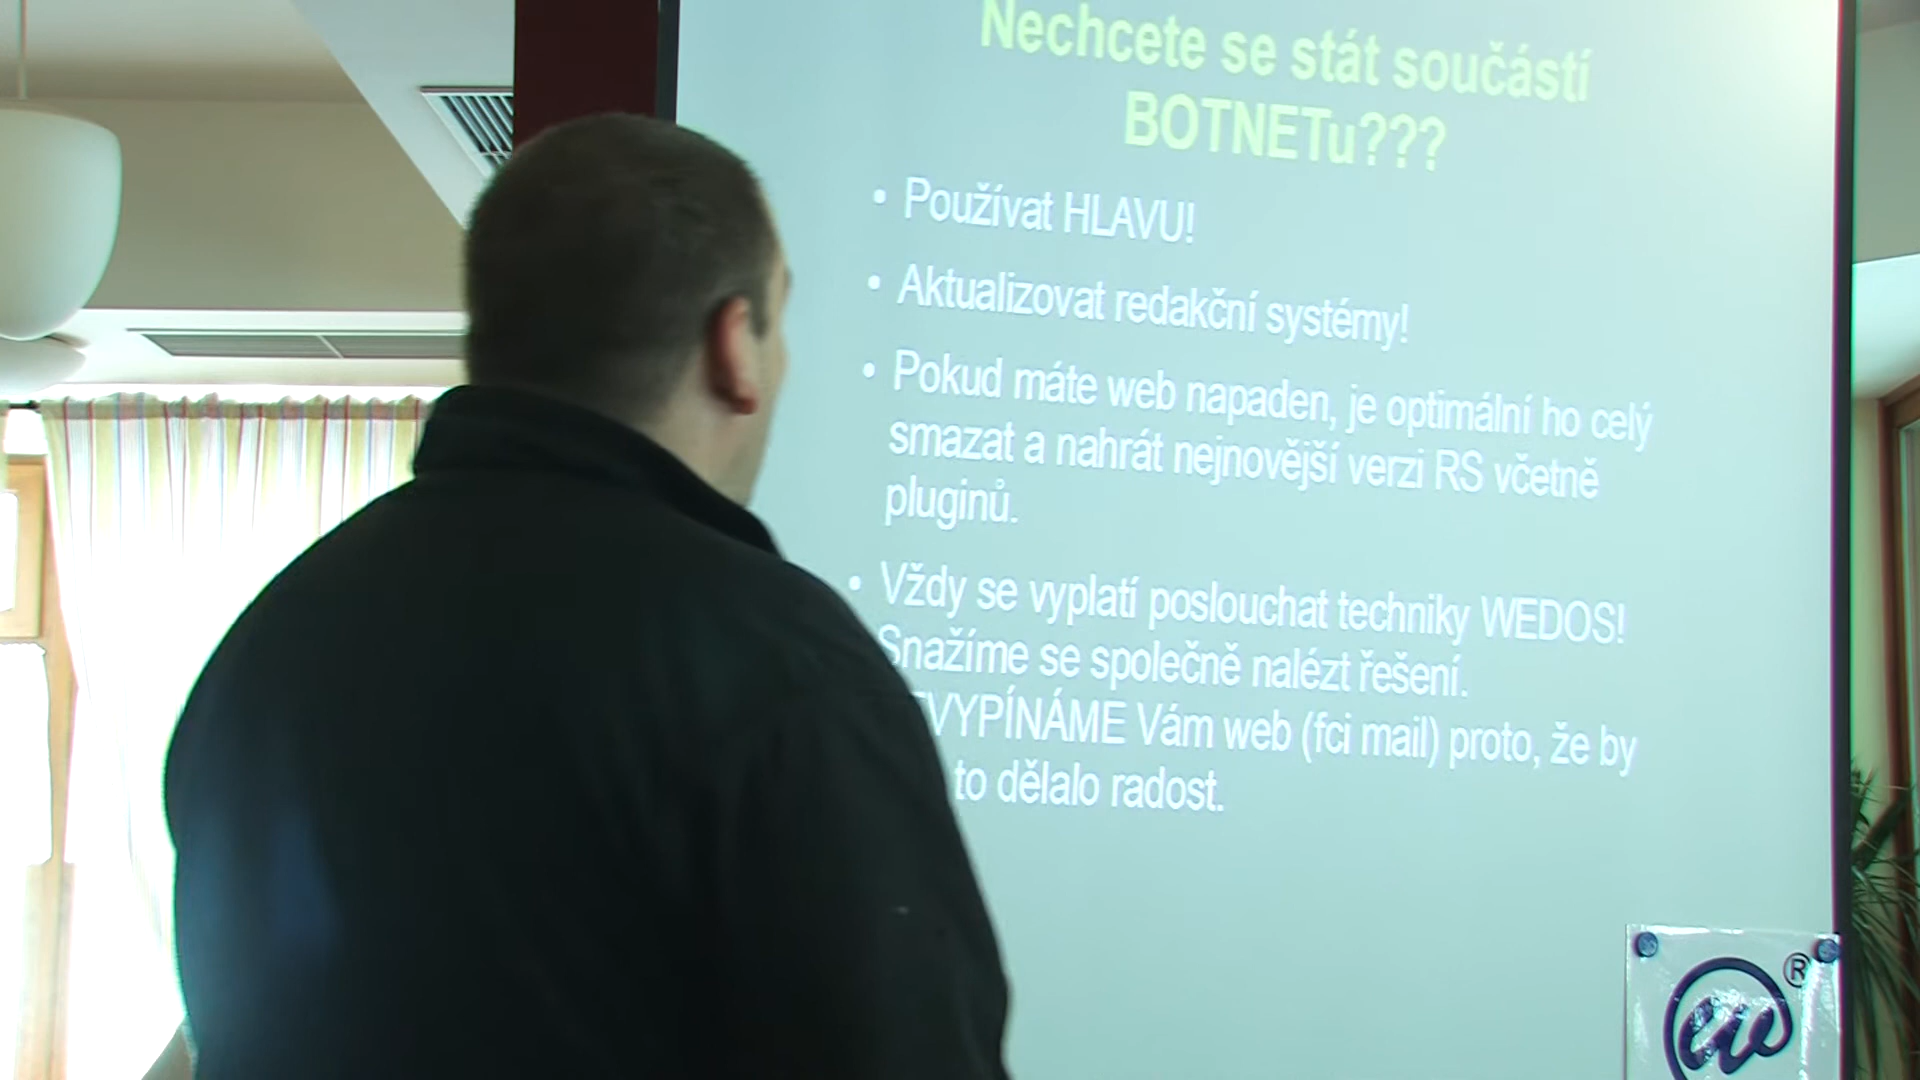 Nechcete se stát součástí
BOTNETu???
• Používat HLAVU!
• Aktualizovat redakční systémy!
• Pokud máte web napaden, je optimální ho celý
smazat a nahrát nejnovější verzi RS včetně
pluginů.
• Vždy se vyplatí poslouchat techniky WEDOS!
Snažíme se společně nalézt řešení.
VYPÍNÁME Vám web (fci mail) proto, že by
to dělalo radost.
®